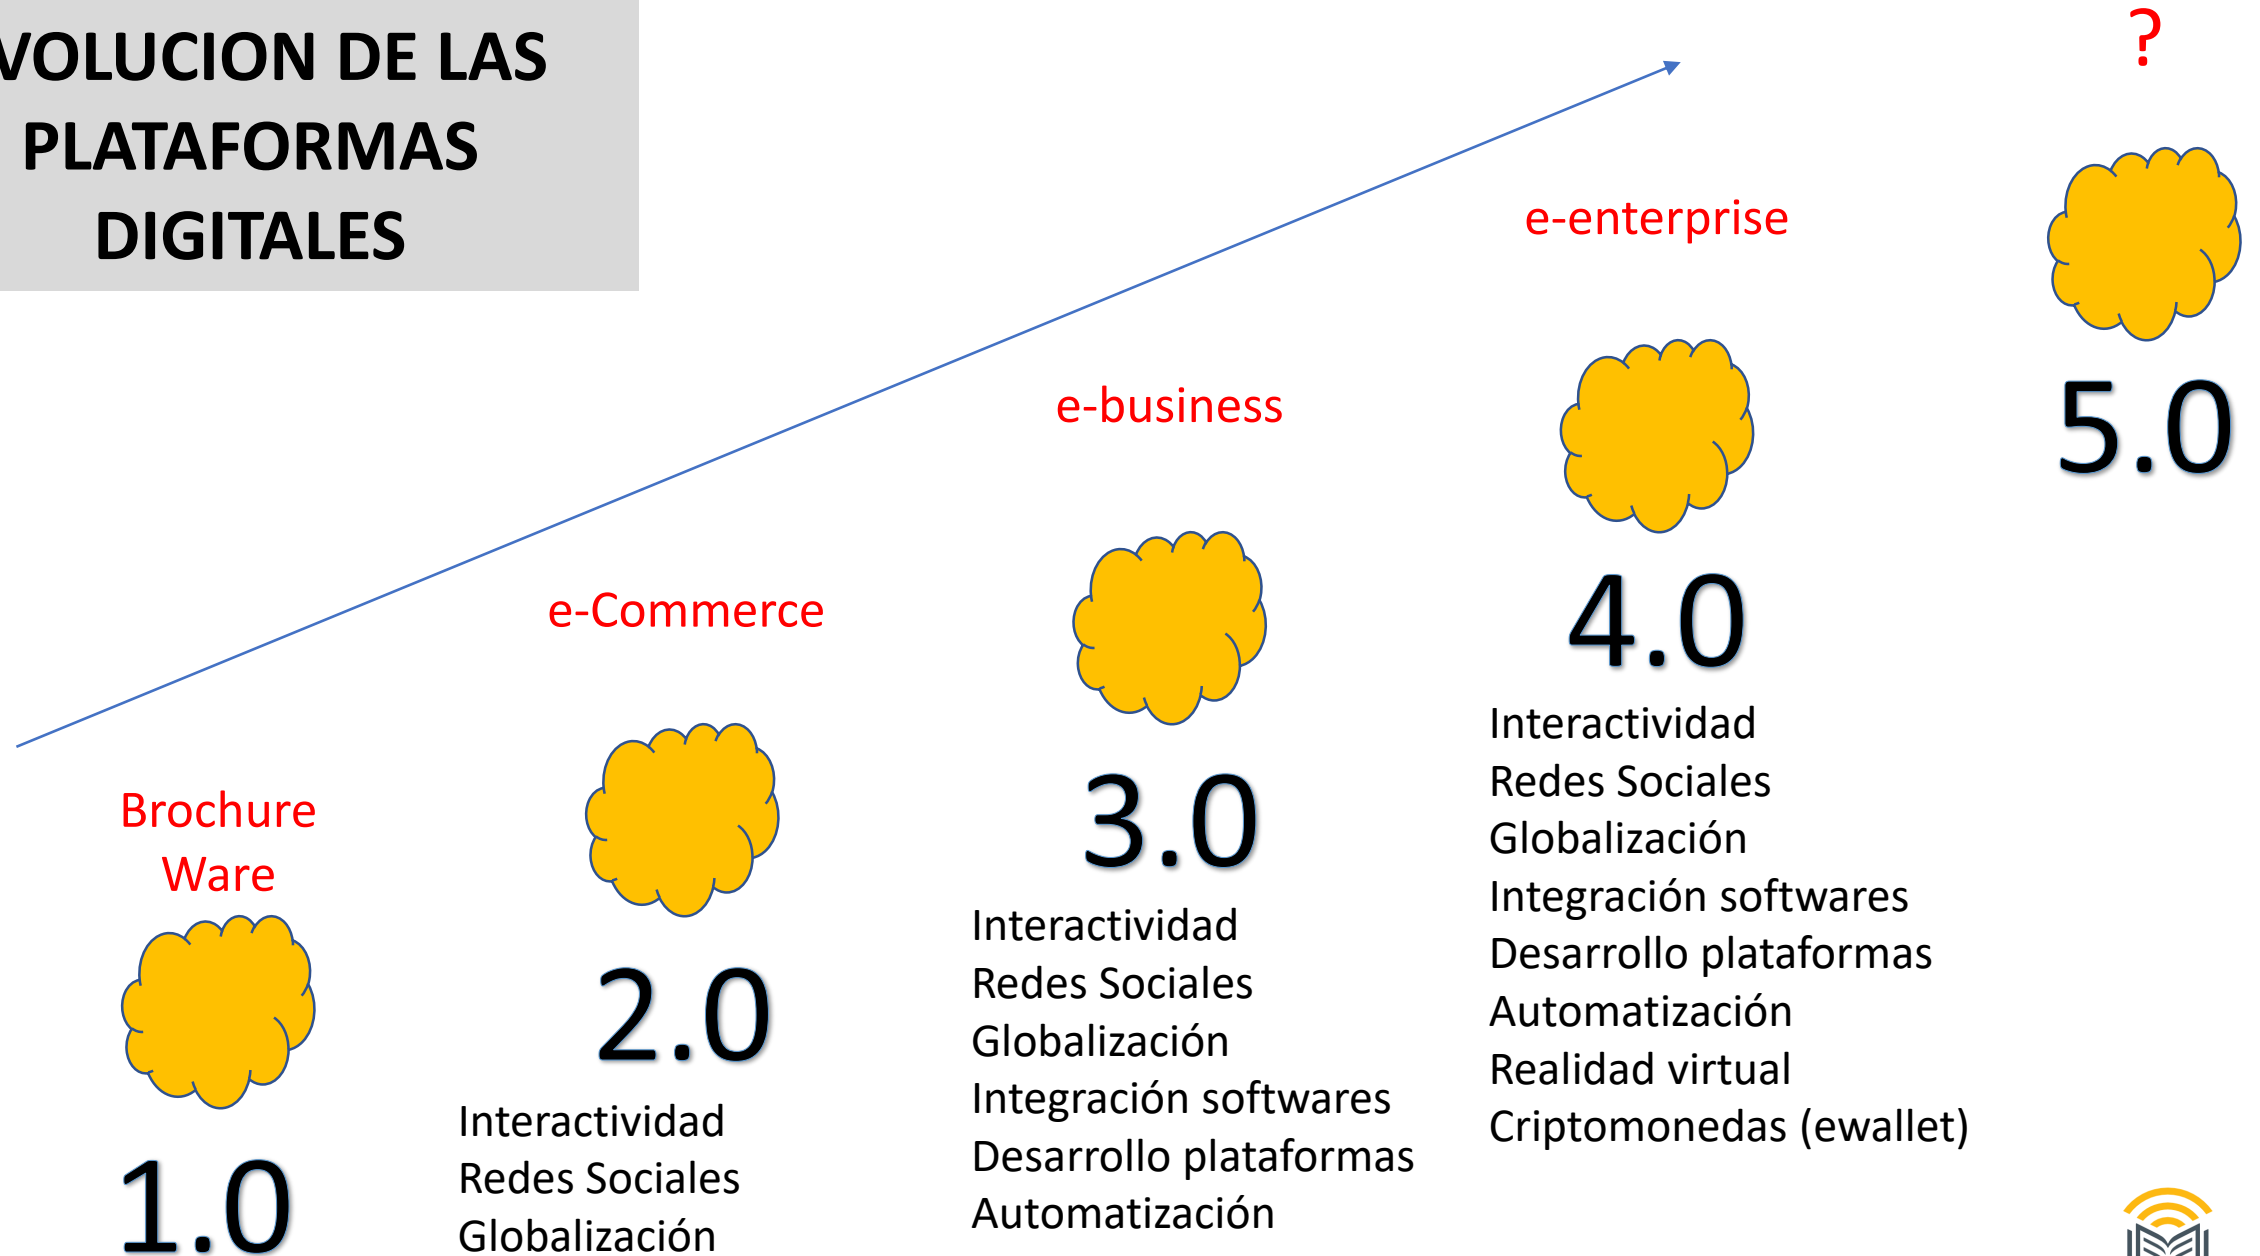 VOLUCION DE LAS
PLATAFORMAS
DIGITALES
Brochure
Ware
1.0
e-Commerce
2.0
Interactividad
Redes Sociales
Globalización
e-business
3.0
Interactividad
Redes Sociales
Globalización
Integración softwares
Desarrollo plataformas
Automatización
e-enterprise
4.0
Interactividad
Redes Sociales
Globalización
Integración softwares
Desarrollo plataformas
Automatización
Realidad virtual
Criptomonedas (ewallet)
?
5.0